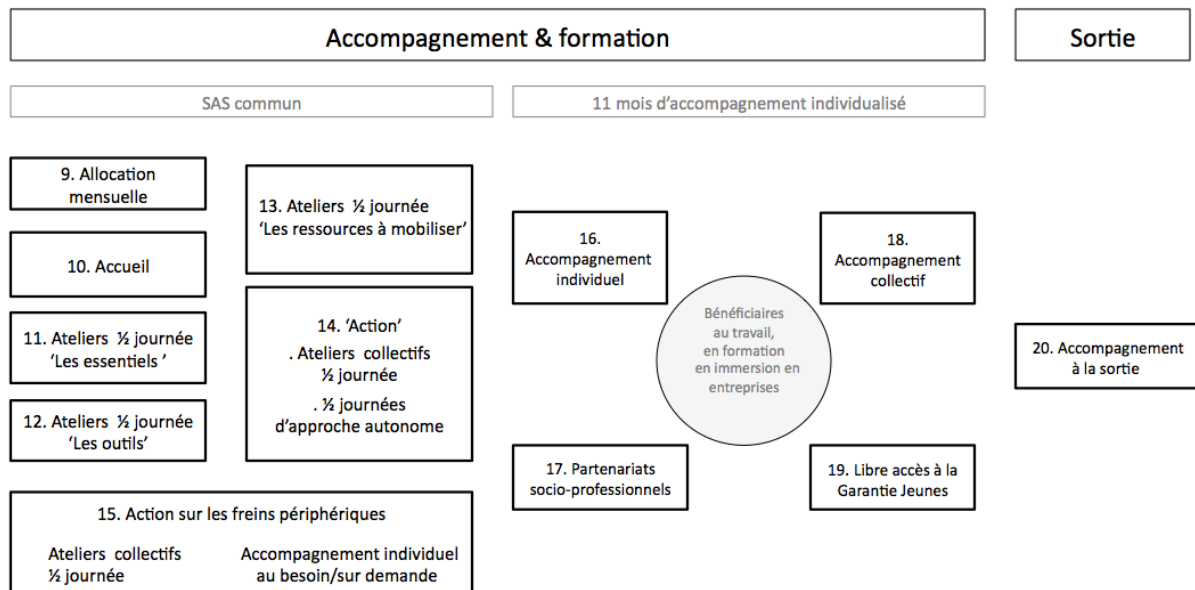 Accompagnement & formation
Sortie
SAS commun
11 mois d'accompagnement individualisé
9. Allocation
mensuelle
10. Accueil
11. Ateliers ½ journée
'Les essentiels '
12. Ateliers ½ journée
'Les outils'
13. Ateliers ½ journée
'Les ressources à mobiliser'
14. 'Action'
. Ateliers collectifs
½ journée
. ½ journées
d'approche autonome
15. Action sur les freins périphériques
Ateliers collectifs
½ journée
Accompagnement individuel
au besoin/sur demande
16.
Accompagnement
individuel
17. Partenariats
socio-professionnels
Bénéficiaires
au travail,
en formation
en immersion en
entreprises
18.
Accompagnement
collectif
19. Libre accès à la
Garantie Jeunes
20. Accompagnement
à la sortie